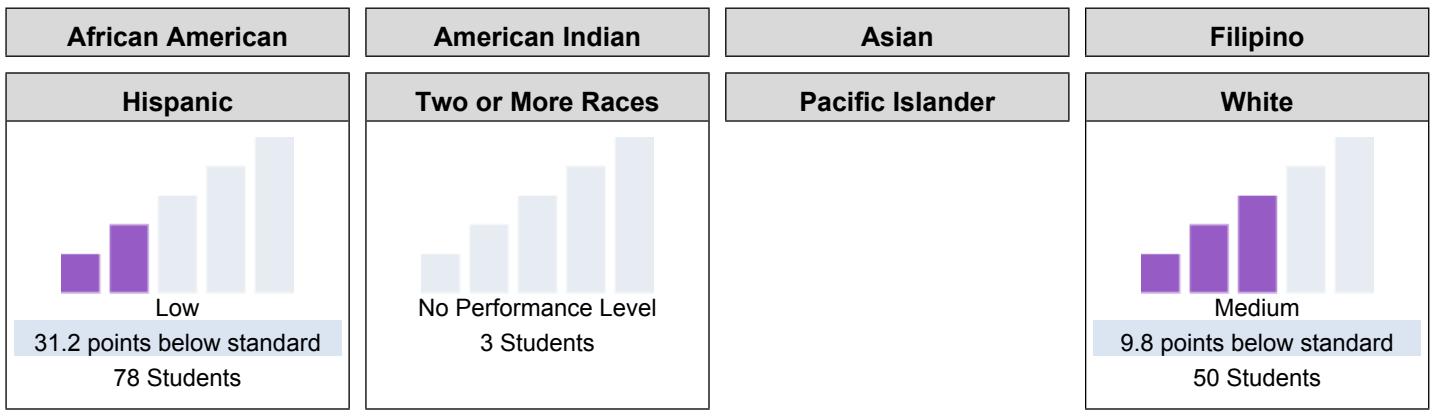 African American
American Indian
Asian
Filipino
Hispanic
Low
31.2 points below standard
78 Students
Two or More Races
No Performance Level
3 Students
Pacific Islander
White
Medium
9.8 points below standard
50 Students